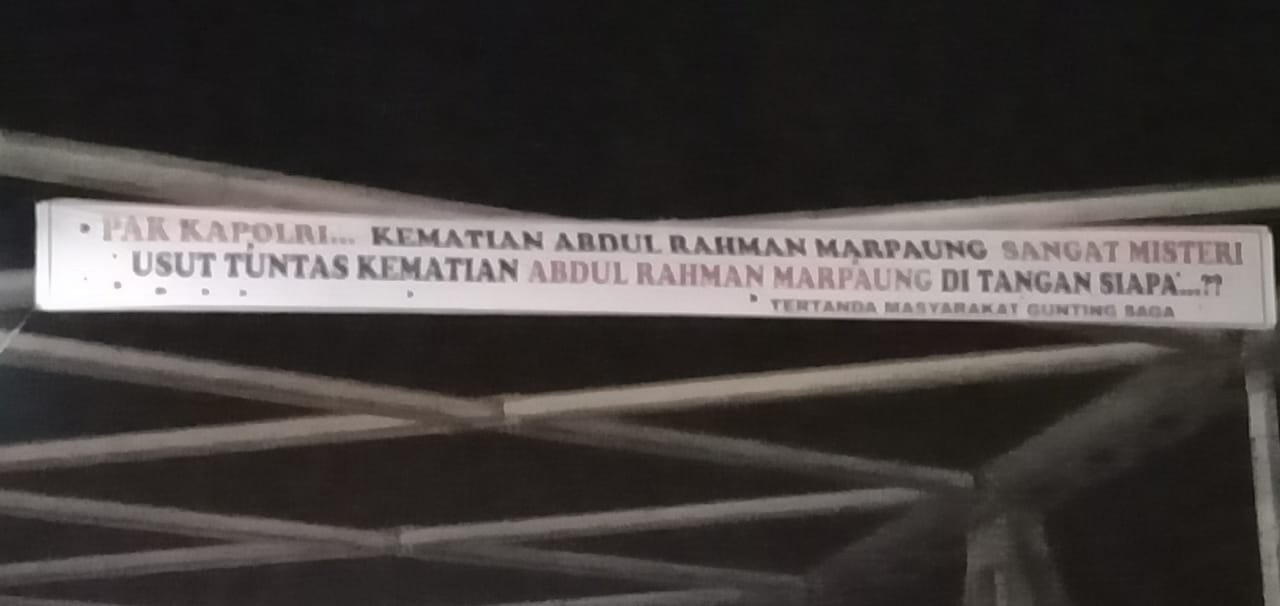 PAK KAPOLRI... KEMATIAN ABDUL RAHMAN MARPAUNG SANGAT MISTERI
USUT TUNTAS KEMATIAN ABDUL RAHMAN MARPAUNG DI TANGAN SIAPA...??
TERTANDA MASYARAKAT GUNTING SAGA